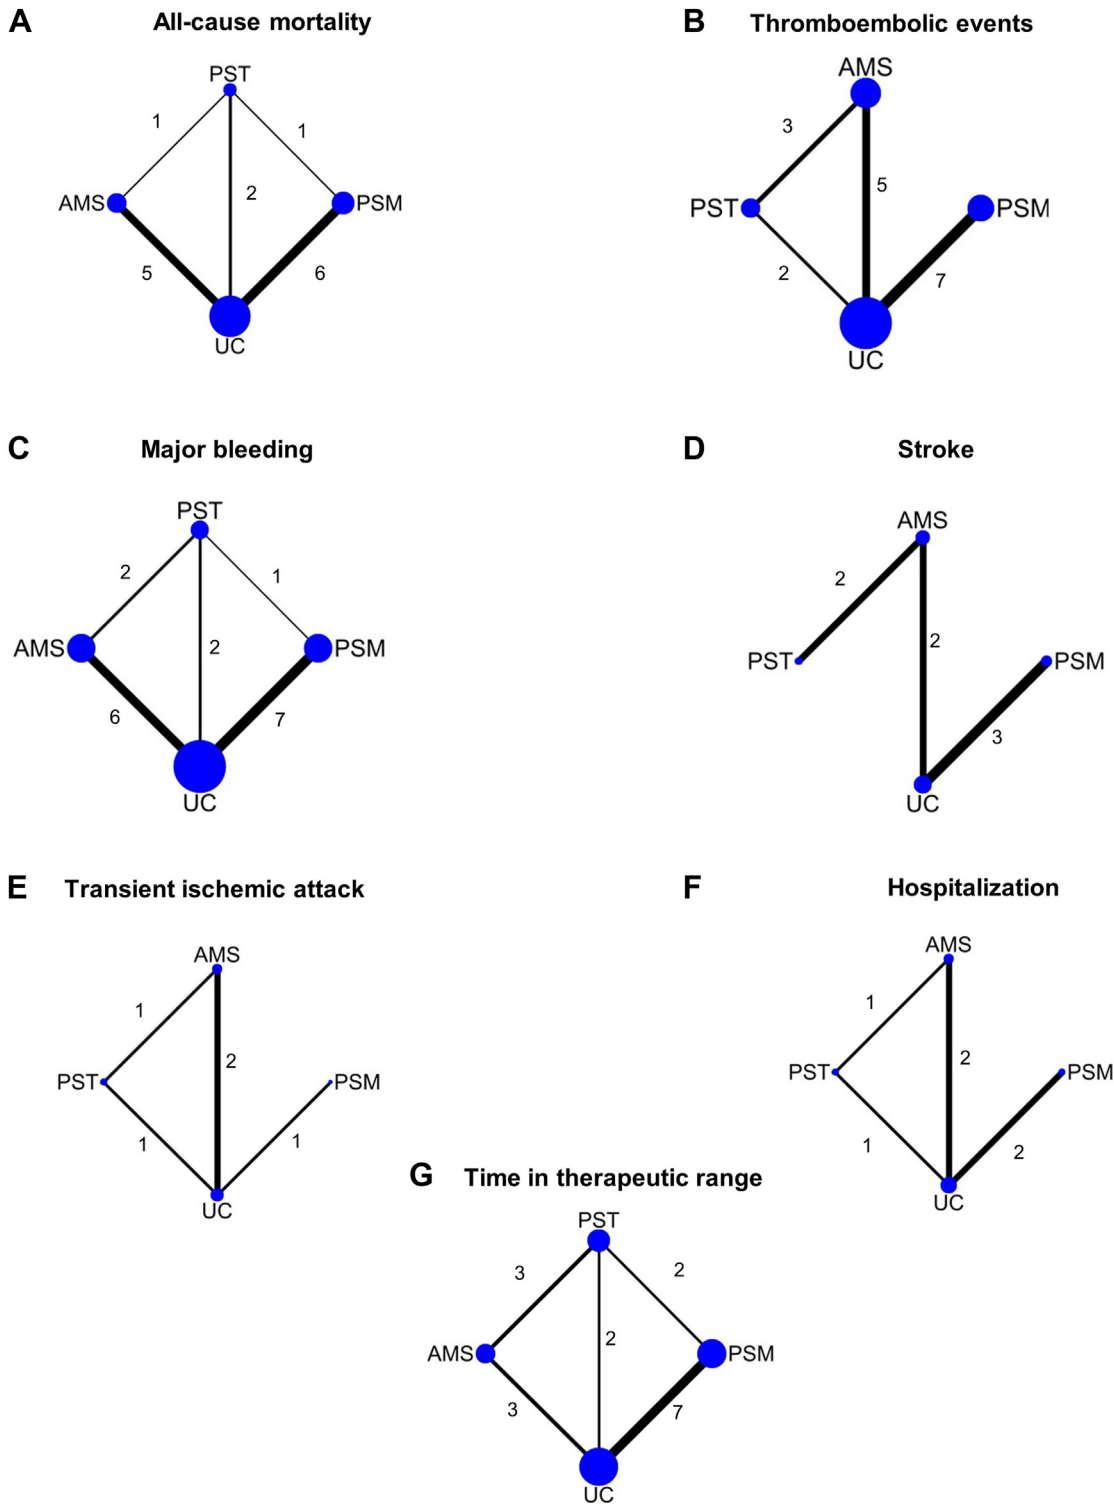 A All-cause mortality
PST
1
1
2
AMS
PSM
5
6
UC
B Thromboembolic events
AMS
3
5
PST
PSM
2
7
UC
C Major bleeding
PST
2
1
2
AMS
PSM
6
7
UC
D Stroke
AMS
2
2
PST
PSM
3
UC
E Transient ischemic attack
AMS
1
2
PST
PSM
1
1
UC
F Hospitalization
AMS
1
2
PST
PSM
1
2
UC
G Time in therapeutic range
PST
3
2
2
AMS
PSM
3
7
UC